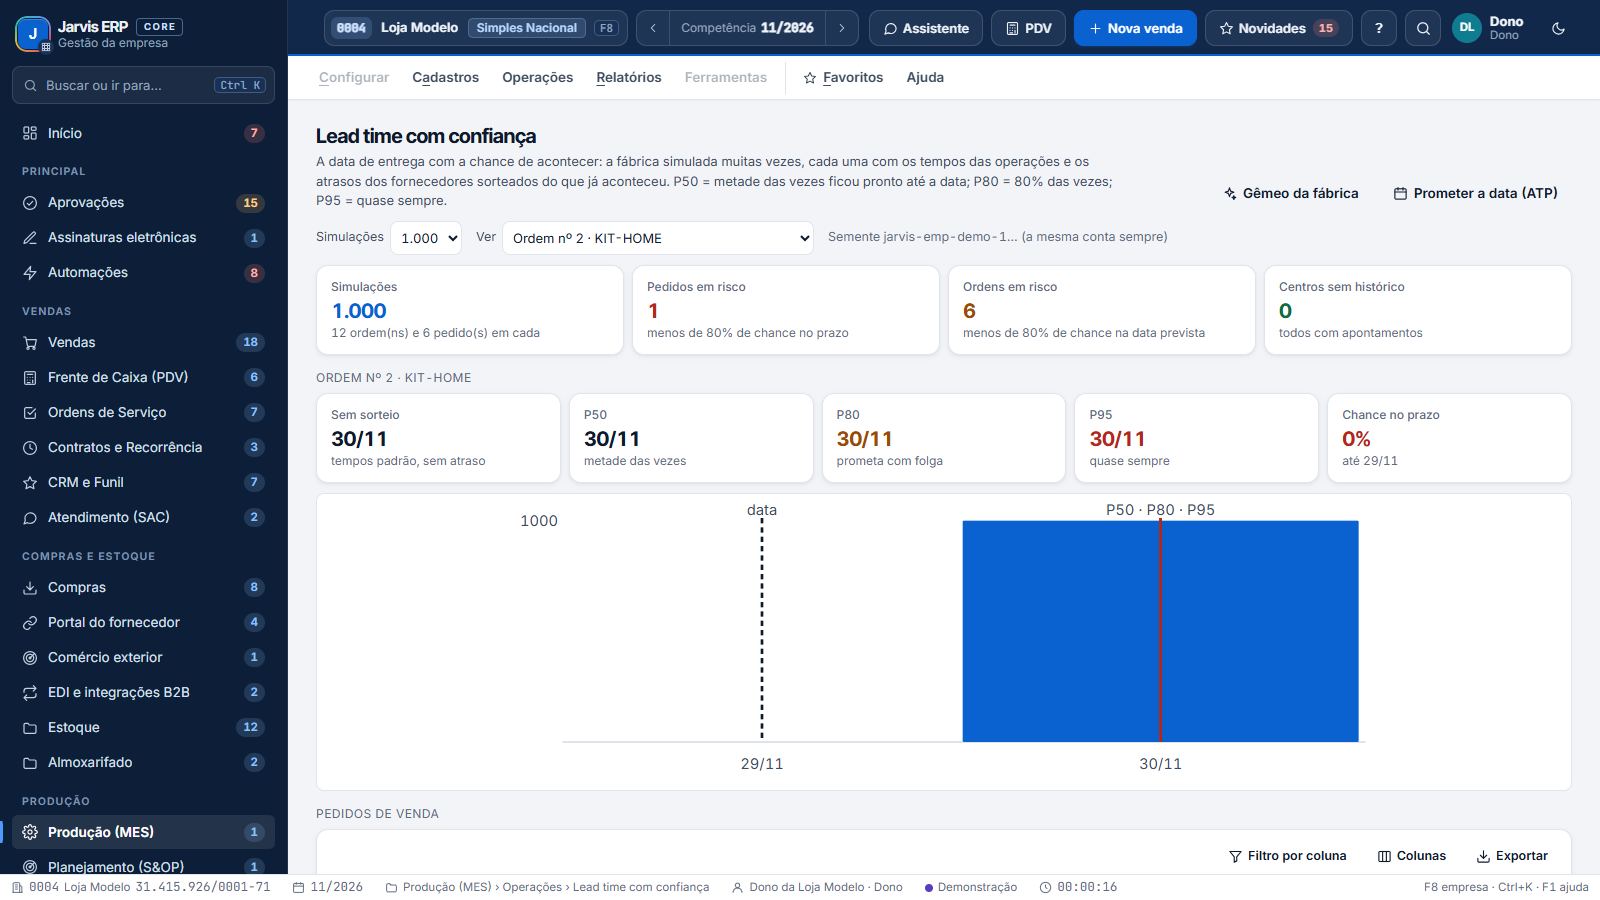 J
Jarvis ERP CORE
Gestão da empresa
Buscar ou ir para... Ctrl K
Início 7
PRINCIPAL
Aprovações 15
Assinaturas eletrônicas 1
Automações 8
VENDAS
Vendas 18
Frente de Caixa (PDV) 6
Ordens de Serviço 7
Contratos e Recorrência 3
CRM e Funil 7
Atendimento (SAC) 2
COMPRAS E ESTOQUE
Compras 8
Portal do fornecedor 4
Comércio exterior 1
EDI e integrações B2B 2
Estoque 12
Almoxarifado 2
PRODUÇÃO
Produção (MES) 1
Planejamento (S&OP) 1
0004 Loja Modelo Simples Nacional F8
Competência 11/2026
Assistente
PDV
+ Nova venda
Novidades 15
?
DL
Dono
Dono
Configurar Cadastros Operações Relatórios Ferramentas Favoritos Ajuda
Lead time com confiança
A data de entrega com a chance de acontecer: a fábrica simulada muitas vezes, cada uma com os tempos das operações e os
atrasos dos fornecedores sorteados do que já aconteceu. P50 = metade das vezes ficou pronto até a data; P80 = 80% das vezes;
P95 = quase sempre.
Gêmeo da fábrica Prometer a data (ATP)
Simulações 1.000 Ver Ordem nº 2 · KIT-HOME Semente jarvis-emp-demo-1... (a mesma conta sempre)
Simulações
1.000
12 ordem(ns) e 6 pedido(s) em cada
Pedidos em risco
1
menos de 80% de chance no prazo
Ordens em risco
6
menos de 80% de chance na data prevista
Centros sem histórico
0
todos com apontamentos
ORDEM Nº 2 · KIT-HOME
Sem sorteio
30/11
tempos padrão, sem atraso
P50
30/11
metade das vezes
P80
30/11
prometa com folga
P95
30/11
quase sempre
Chance no prazo
0%
até 29/11
1000
data
P50 · P80 · P95
29/11
30/11
PEDIDOS DE VENDA
Filtro por coluna Colunas Exportar
0004 Loja Modelo 31.415.926/0001-71 11/2026 Produção (MES) › Operações › Lead time com confiança Dono da Loja Modelo · Dono Demonstração 00:00:16 F8 empresa · Ctrl+K · F1 ajuda